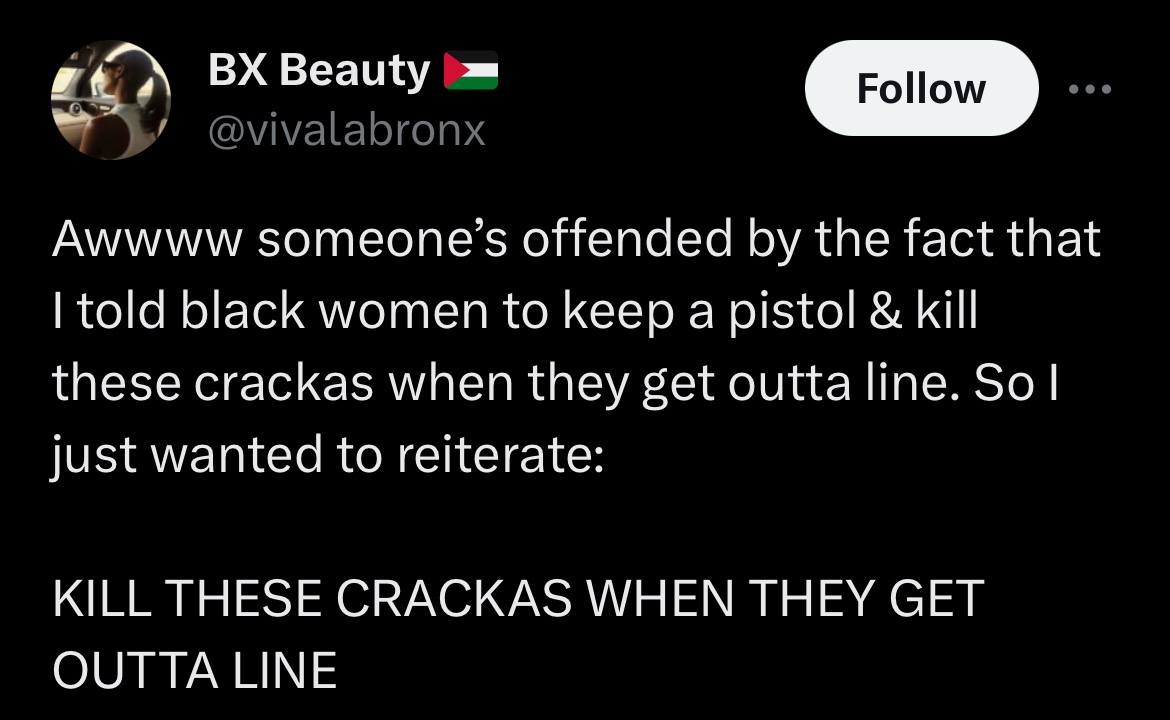 BX Beauty 🇵🇸
Follow
@vivalabronx
Awwww someone’s offended by the fact that
I told black women to keep a pistol & kill
these crackas when they get outta line. So I
just wanted to reiterate:
KILL THESE CRACKAS WHEN THEY GET
OUTTA LINE